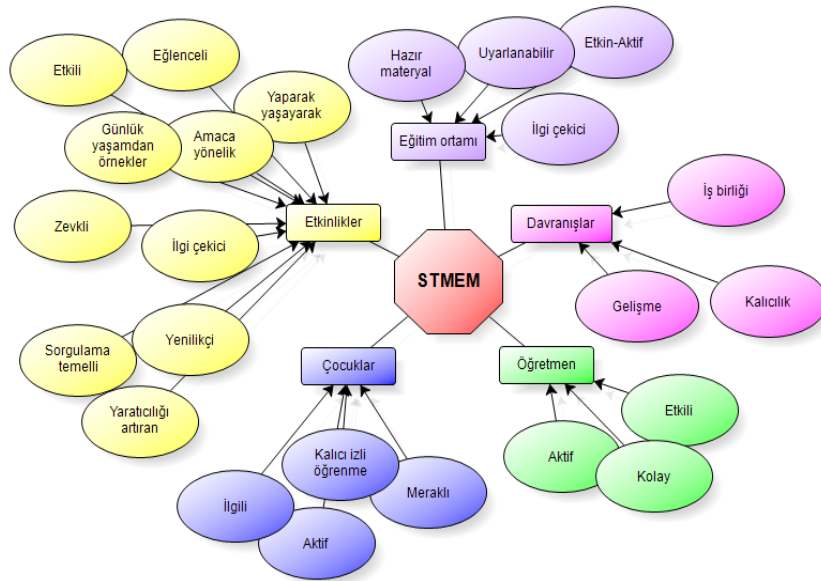 Eğlenceli
Etkili
Yaparak
yaşayarak
Günlük
yaşamdan
örnekler
Amaca
yönelik
Etkinlikler
Zevkli
İlgi çekici
Sorgulama
temelli
Yenilikçi
Yaratıcılığı
artıran
Hazır
materyal
Uyarlanabilir
Etkin-Aktif
Eğitim ortamı
İlgi çekici
Davranışlar
İş birliği
Gelişme
Kalıcılık
STMEM
Çocuklar
Kalıcı izli
öğrenme
İlgili
Aktif
Meraklı
Öğretmen
Etkili
Aktif
Kolay